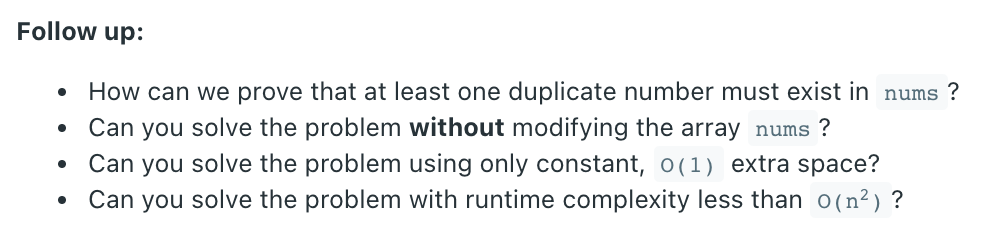 Follow up:
• How can we prove that at least one duplicate number must exist in nums ?
• Can you solve the problem without modifying the array nums ?
• Can you solve the problem using only constant, O(1) extra space?
• Can you solve the problem with runtime complexity less than O(n²) ?